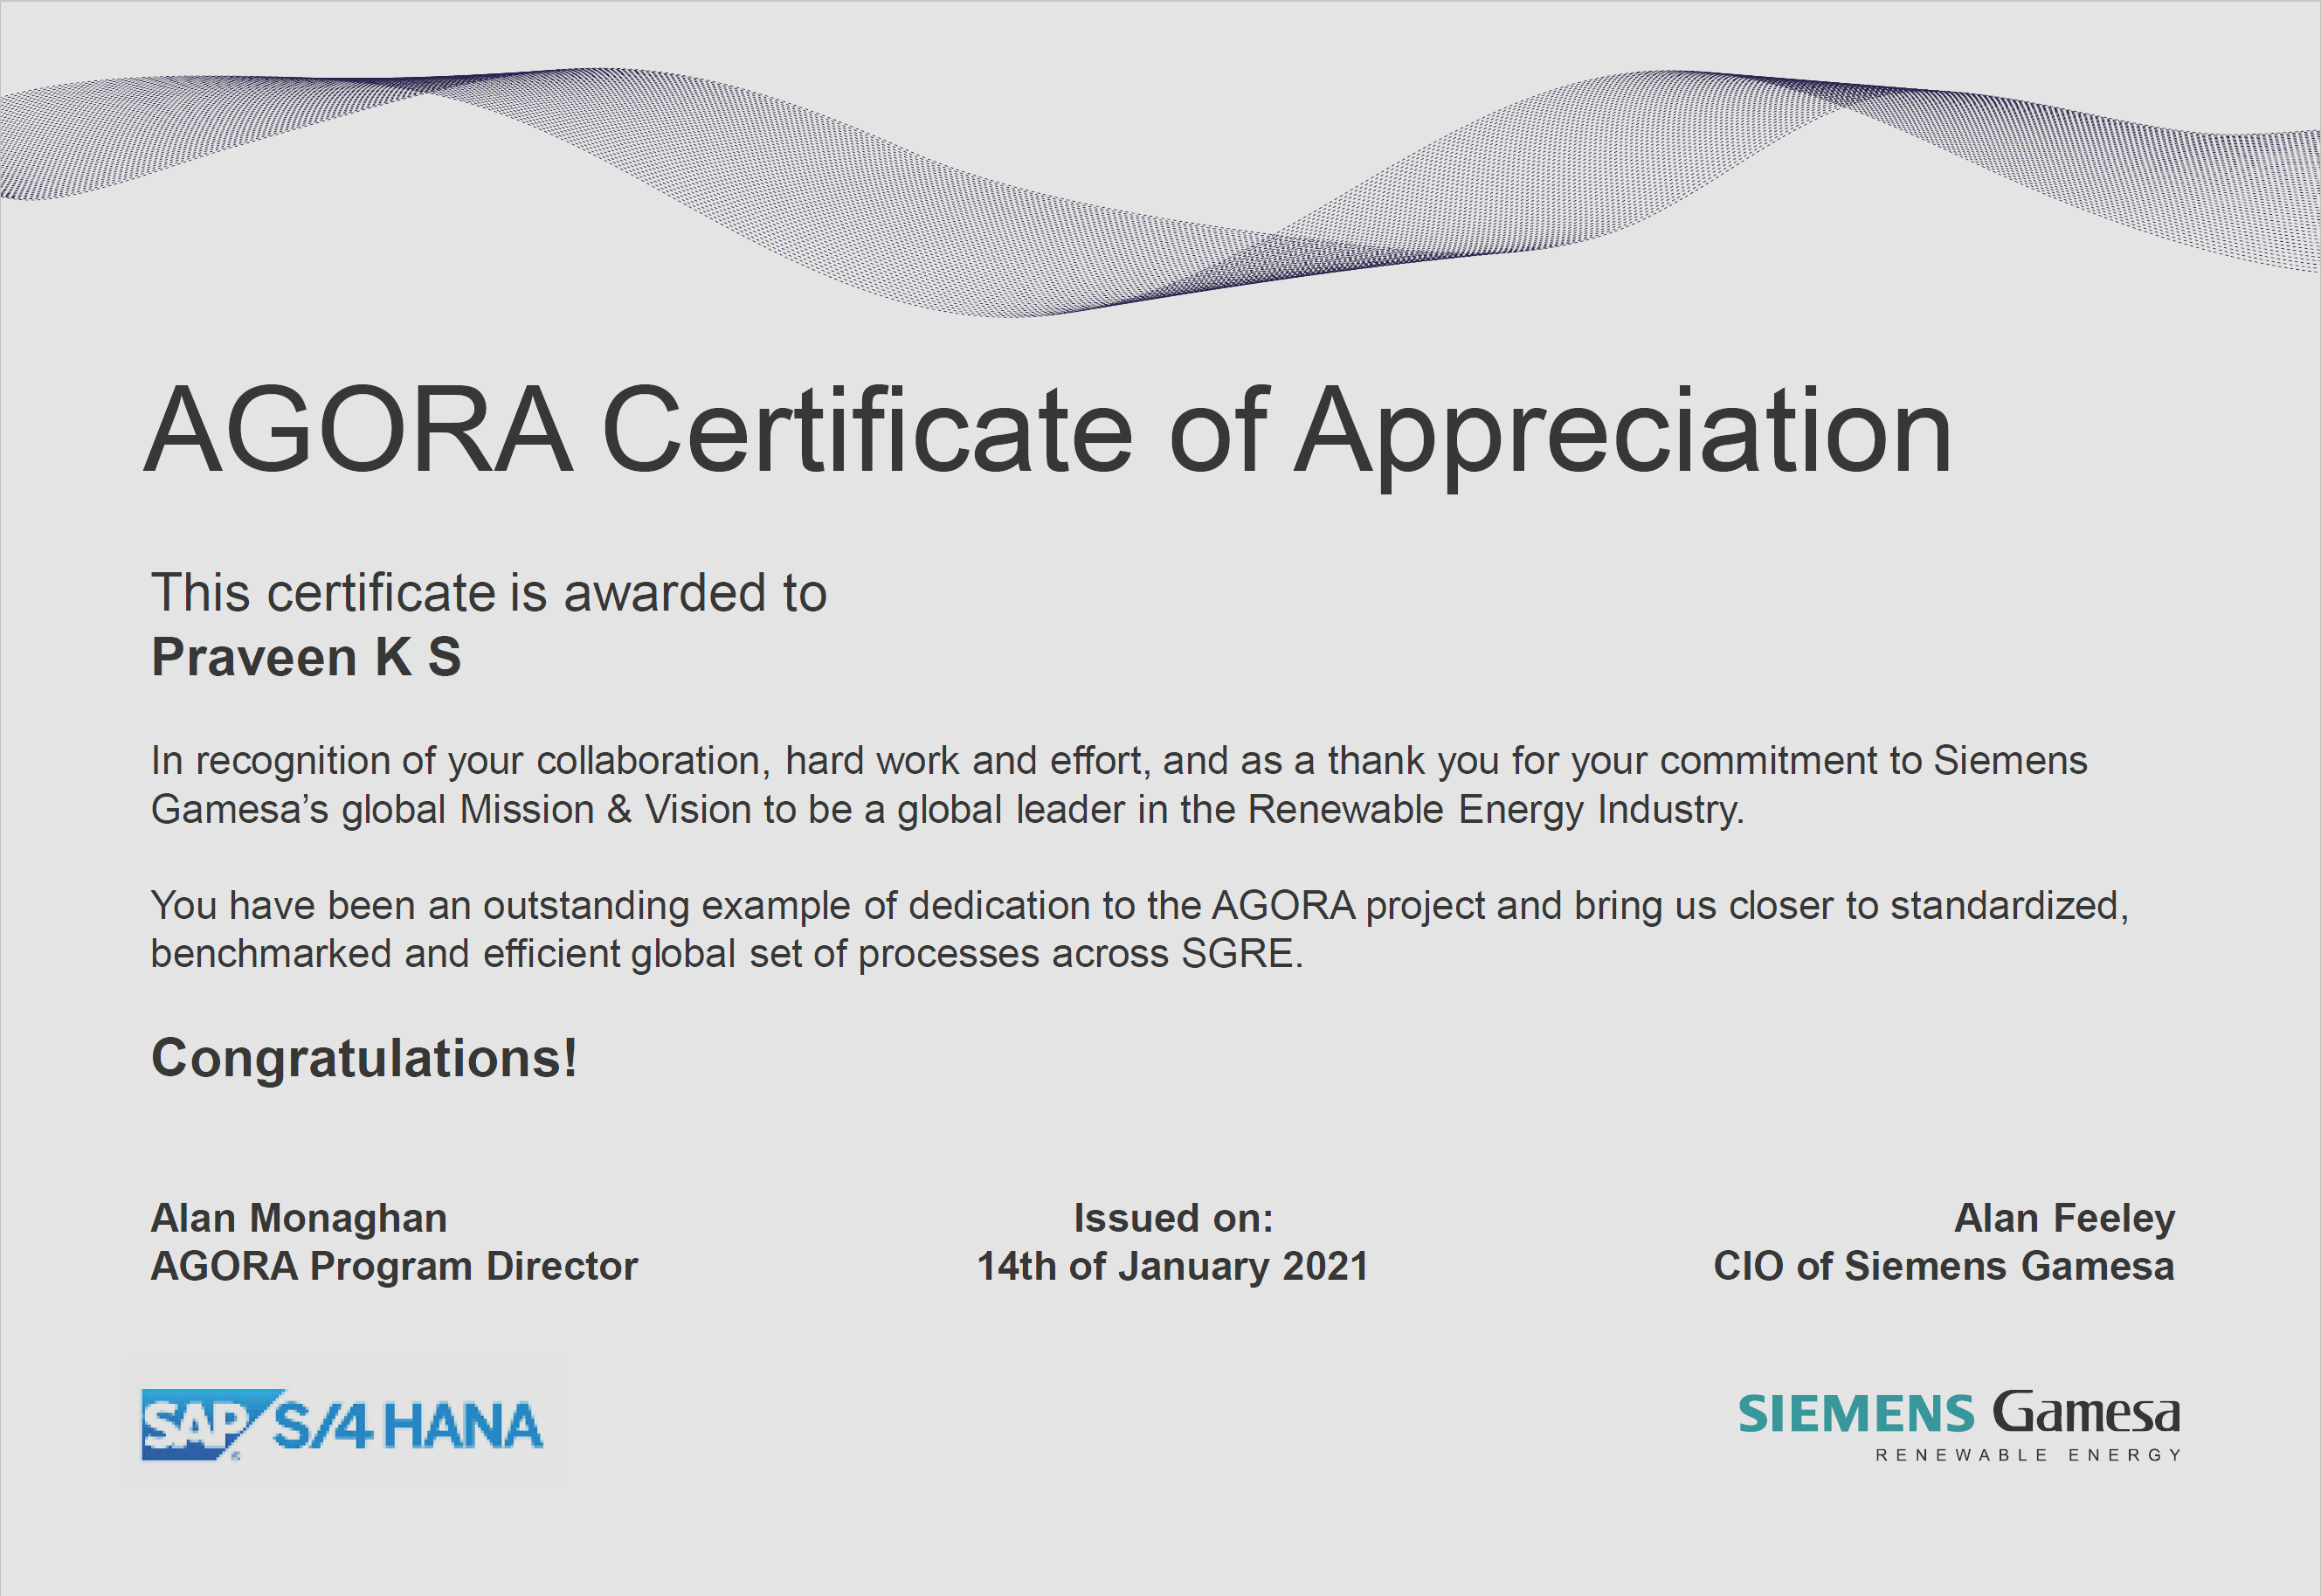 AGORA Certificate of Appreciation
This certificate is awarded to
Praveen K S
In recognition of your collaboration, hard work and effort, and as a thank you for your commitment to Siemens
Gamesa’s global Mission & Vision to be a global leader in the Renewable Energy Industry.
You have been an outstanding example of dedication to the AGORA project and bring us closer to standardized,
benchmarked and efficient global set of processes across SGRE.
Congratulations!
Alan Monaghan
AGORA Program Director
Issued on:
14th of January 2021
Alan Feeley
CIO of Siemens Gamesa
SAP® S/4 HANA
SIEMENS Gamesa
RENEWABLE ENERGY